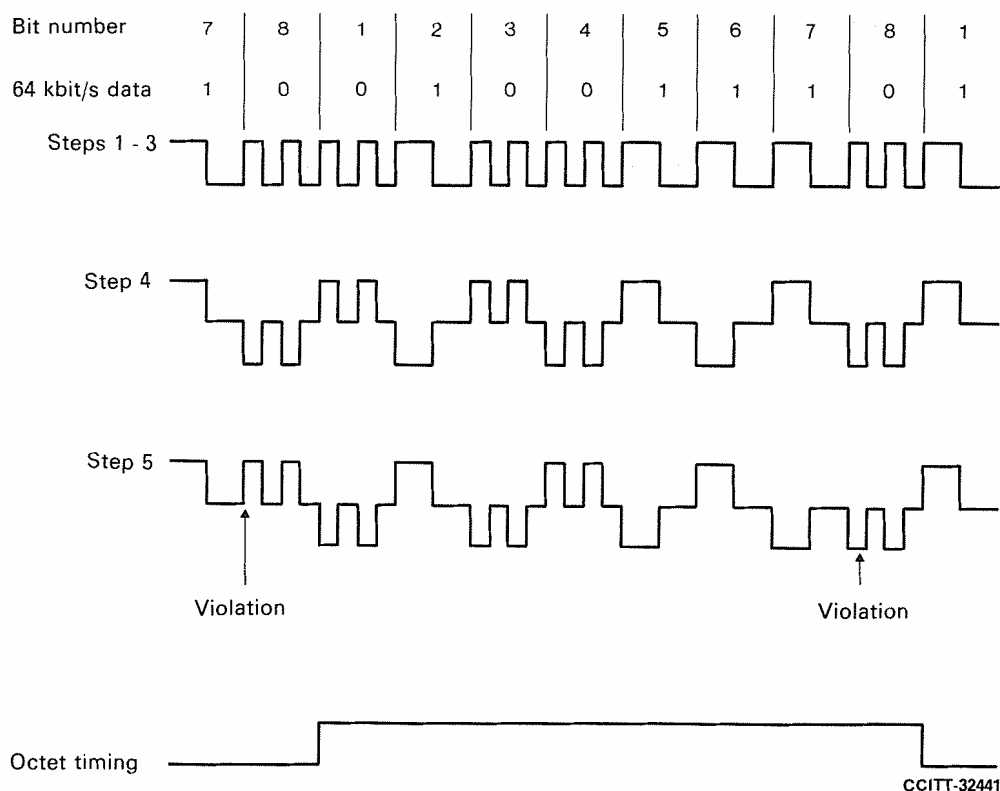 Bit number 7 8 1 2 3 4 5 6 7 8 1
64 kbit/s data 1 0 0 1 0 0 1 1 1 0 1
Steps 1 - 3
Step 4
Step 5
Violation Violation
Octet timing
CCITT-32441